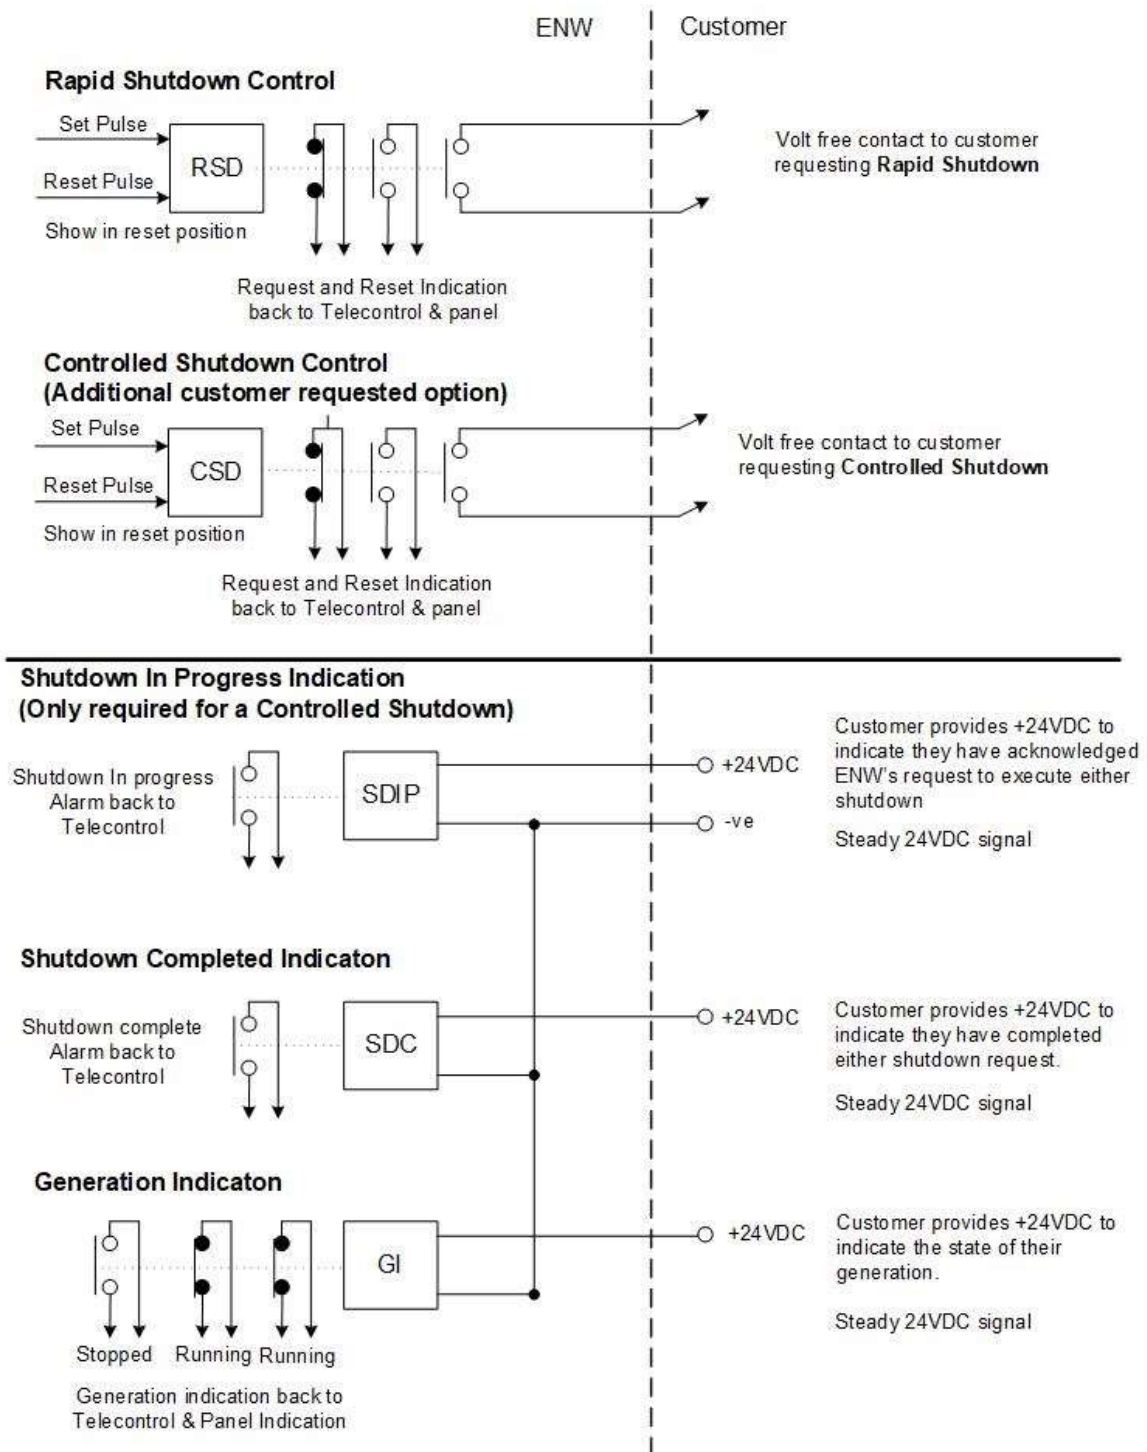 ENW
Customer
Rapid Shutdown Control
Set Pulse
RSD
Reset Pulse
Show in reset position
Request and Reset Indication
back to Telecontrol & panel
Volt free contact to customer
requesting Rapid Shutdown
Controlled Shutdown Control
(Additional customer requested option)
Set Pulse
CSD
Reset Pulse
Show in reset position
Request and Reset Indication
back to Telecontrol & panel
Volt free contact to customer
requesting Controlled Shutdown
Shutdown In Progress Indication
(Only required for a Controlled Shutdown)
Shutdown In progress
Alarm back to
Telecontrol
SDIP
+24VDC
-ve
Customer provides +24VDC to
indicate they have acknowledged
ENW's request to execute either
shutdown
Steady 24VDC signal
Shutdown Completed Indicaton
Shutdown complete
Alarm back to
Telecontrol
SDC
+24VDC
Customer provides +24VDC to
indicate they have completed
either shutdown request.
Steady 24VDC signal
Generation Indicaton
GI
+24VDC
Customer provides +24VDC to
indicate the state of their
generation.
Steady 24VDC signal
Stopped
Running
Running
Generation indication back to
Telecontrol & Panel Indication